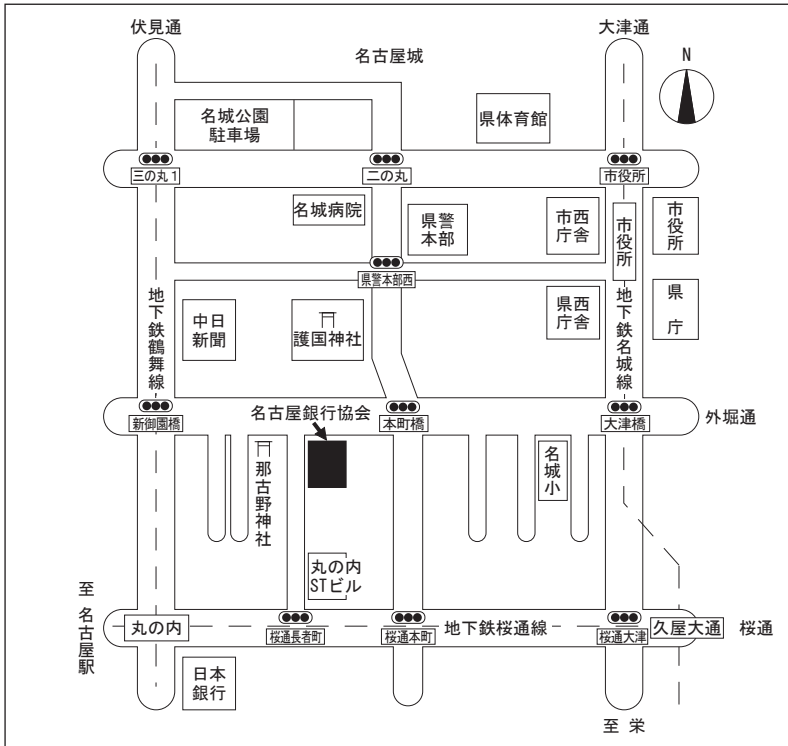 伏見通
大津通
名古屋城
N
名城公園
駐車場
県体育館
三の丸1
二の丸
市役所
名城病院
県警
本部
市西
庁舎
市役所
市役所
県警本部西
地下鉄鶴舞線
中日
新聞
護国神社
県西
庁舎
地下鉄名城線
県庁
名古屋銀行協会
新御園橋
本町橋
大津橋
外堀通
那古野神社
名城小
丸の内
STビル
至名古屋駅
丸の内
桜通長者町
桜通本町
地下鉄桜通線
桜通大津
久屋大通
桜通
日本
銀行
至 栄